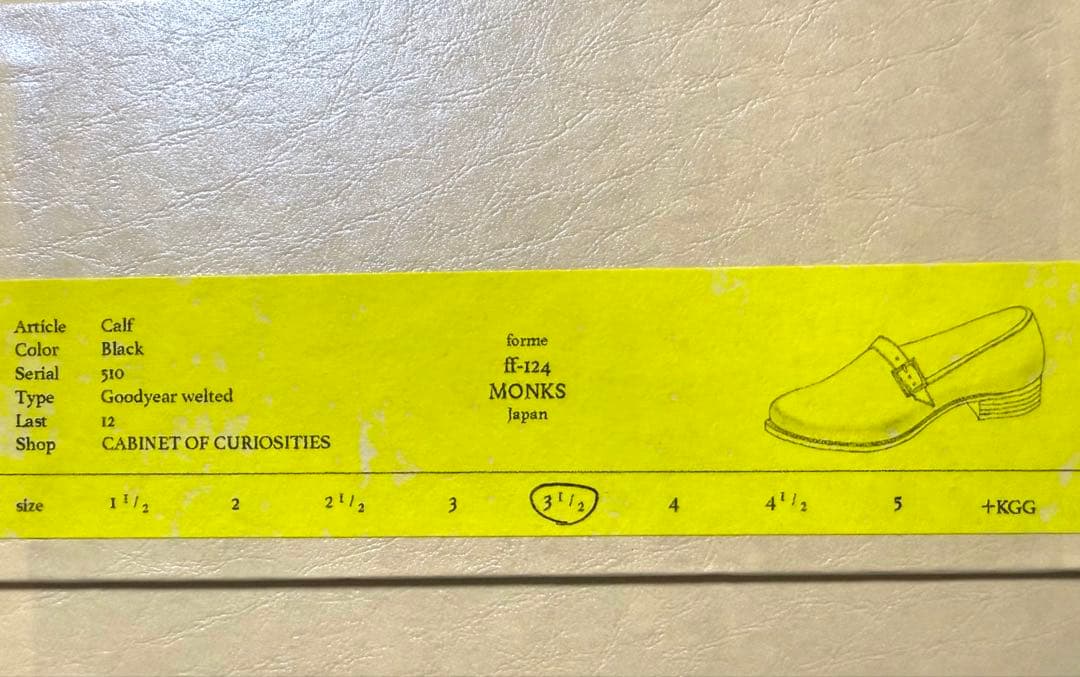 Article Calf
Color Black
Serial 510
Type Goodyear welted
Last 12
Shop CABINET OF CURIOSITIES
forme
ff-124
MONKS
Japan
size 1 1/2 2 2 1/2 3 3 1/2 4 4 1/2 5 +KGG